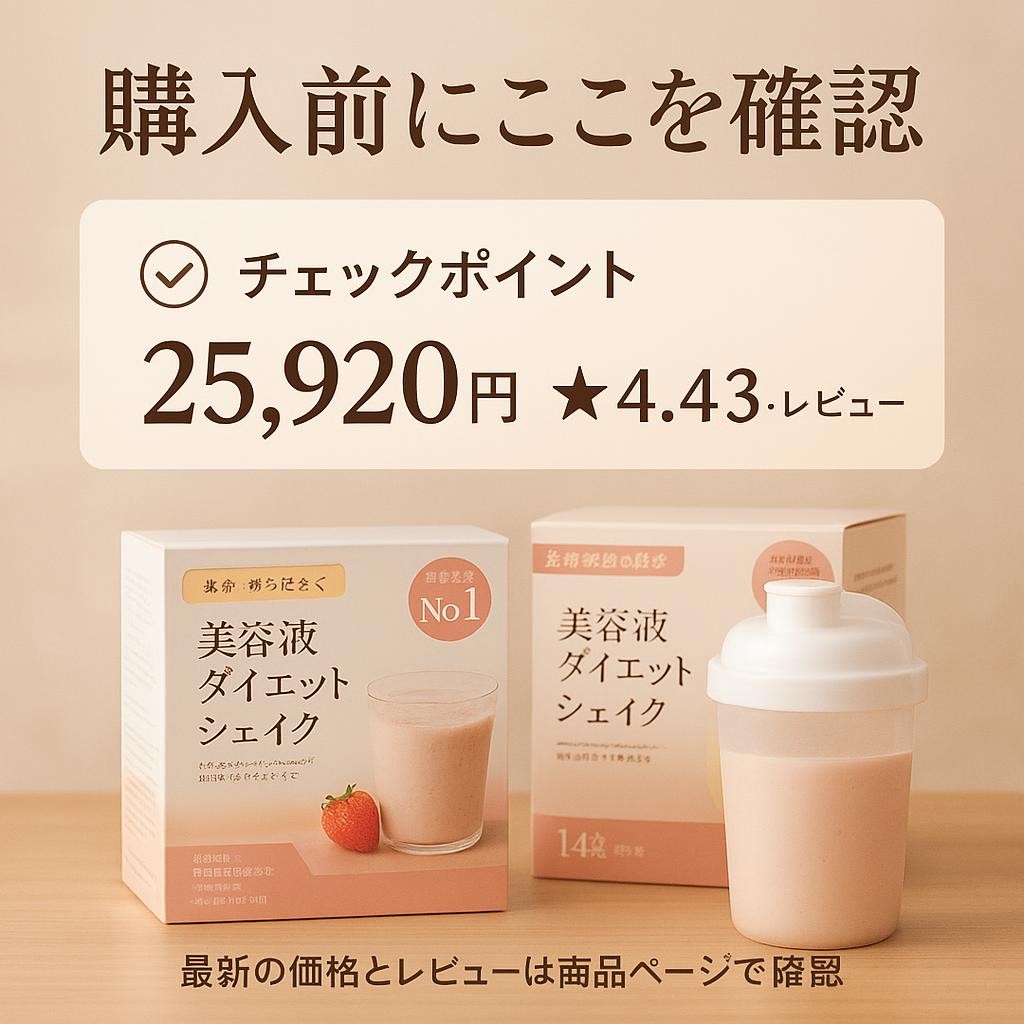 購入前にここを確認
チェックポイント
25,920円 ★4.43・レビュー
No1
美容液
ダイエット
シェイク
美容液
ダイエット
シェイク
14
最新の価格とレビューは商品ページで